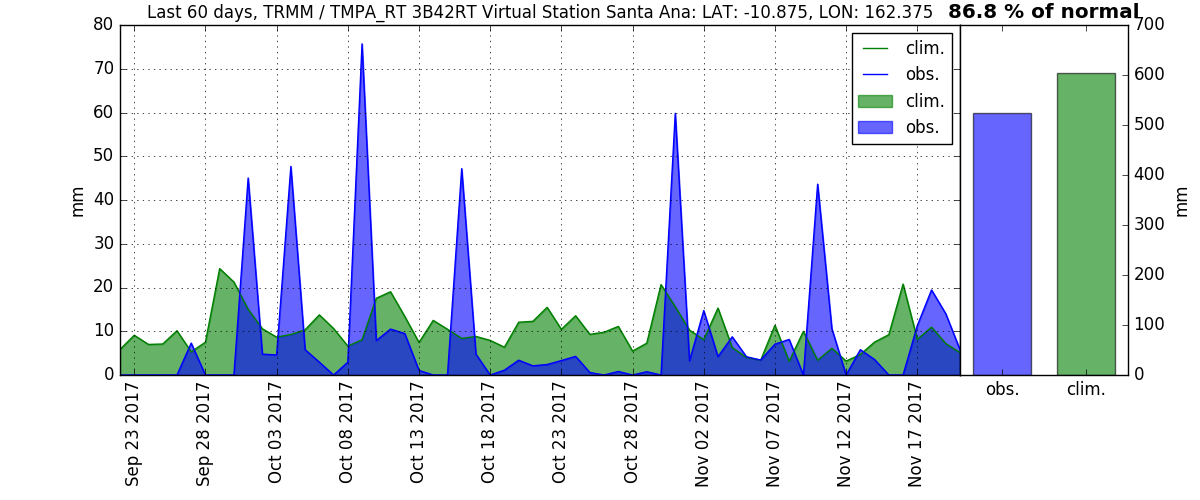 Last 60 days, TRMM / TMPA_RT 3B42RT Virtual Station Santa Ana: LAT: -10.875, LON: 162.375
86.8 % of normal
80
70
60
50
40
30
20
10
0
mm
clim.
obs.
clim.
obs.
Sep 23 2017
Sep 28 2017
Oct 03 2017
Oct 08 2017
Oct 13 2017
Oct 18 2017
Oct 23 2017
Oct 28 2017
Nov 02 2017
Nov 07 2017
Nov 12 2017
Nov 17 2017
700
600
500
400
300
200
100
0
mm
obs.
clim.